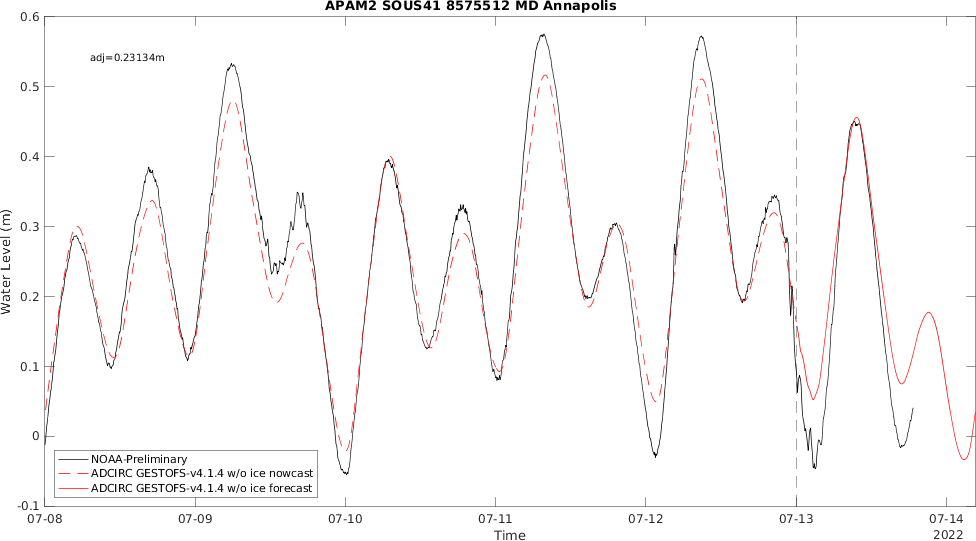 APAM2 SOUS41 8575512 MD Annapolis
0.6
adj=0.23134m
0.5
0.4
0.3
Water Level (m)
0.2
0.1
0
NOAA-Preliminary
ADCIRC GESTOFS-v4.1.4 w/o ice nowcast
ADCIRC GESTOFS-v4.1.4 w/o ice forecast
-0.1
07-08 07-09 07-10 07-11 07-12 07-13 07-14
Time 2022